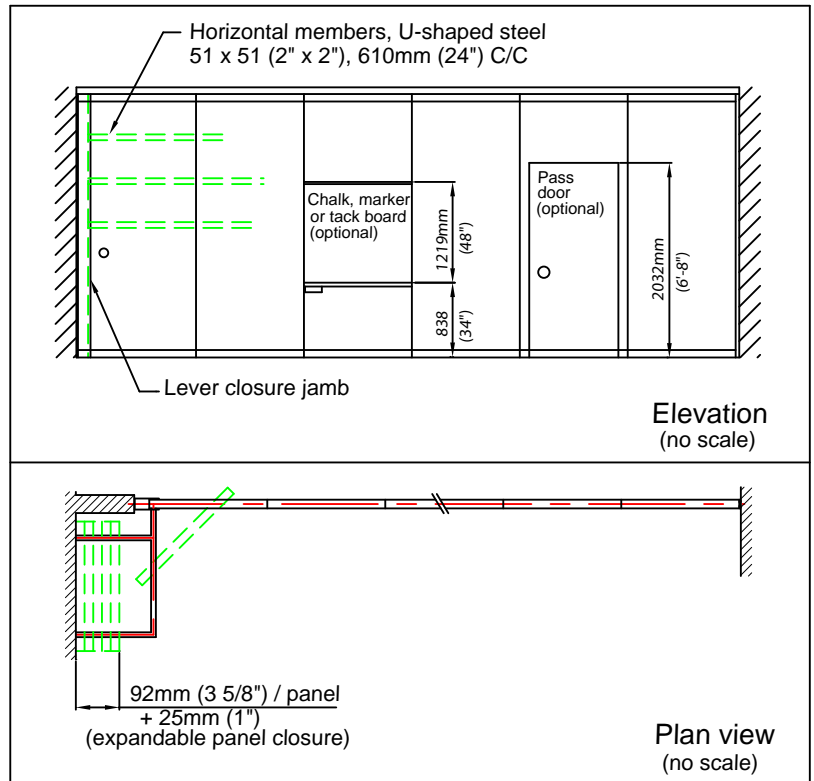 Horizontal members, U-shaped steel
51 x 51 (2" x 2"), 610mm (24") C/C
Chalk, marker
or tack board
(optional)
1219mm
(48")
838
(34")
Pass
door
(optional)
2032mm
(6'-8")
Lever closure jamb
Elevation
(no scale)
92mm (3 5/8") / panel
+ 25mm (1")
(expandable panel closure)
Plan view
(no scale)